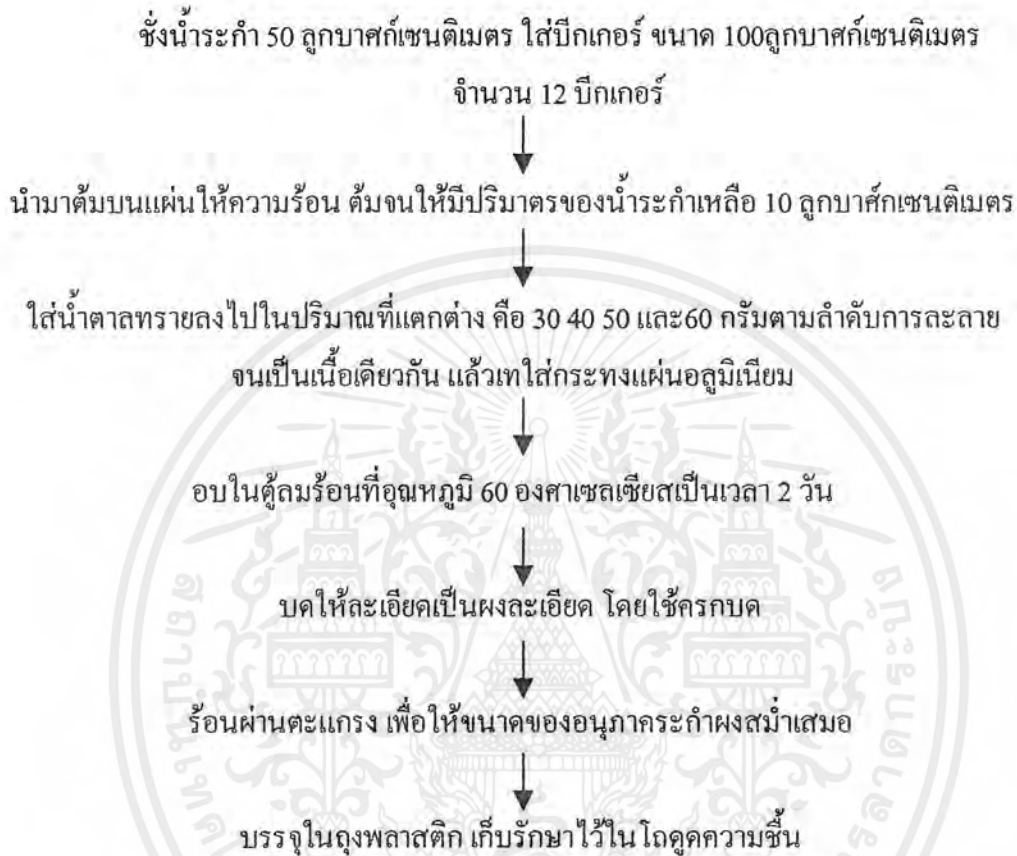 ชั่งน้ำระกำ 50 ลูกบาศก์เซนติเมตร ใส่บีกเกอร์ ขนาด 100ลูกบาศก์เซนติเมตร
จำนวน 12 บีกเกอร์
นำมาต้มบนแผ่นให้ความร้อน ต้มจนให้มีปริมาตรของน้ำระกำเหลือ 10 ลูกบาศ์กเซนติเมตร
ใส่น้ำตาลทรายลงไปในปริมาณที่แตกต่าง คือ 30 40 50 และ60 กรัมตามลำดับการละลาย
จนเป็นเนื้อเดียวกัน แล้วเทใส่กระทงแผ่นอลูมิเนียม
อบในตู้ลมร้อนที่อุณหภูมิ 60 องศาเซลเซียสเป็นเวลา 2 วัน
บดให้ละเอียดเป็นผงละเอียด โดยใช้ครกบด
ร้อนผ่านตะแกรง เพื่อให้ขนาดของอนุภาคระกำผงสม่ำเสมอ
บรรจุในถุงพลาสติก เก็บรักษาไว้ในโถดูดความชื้น